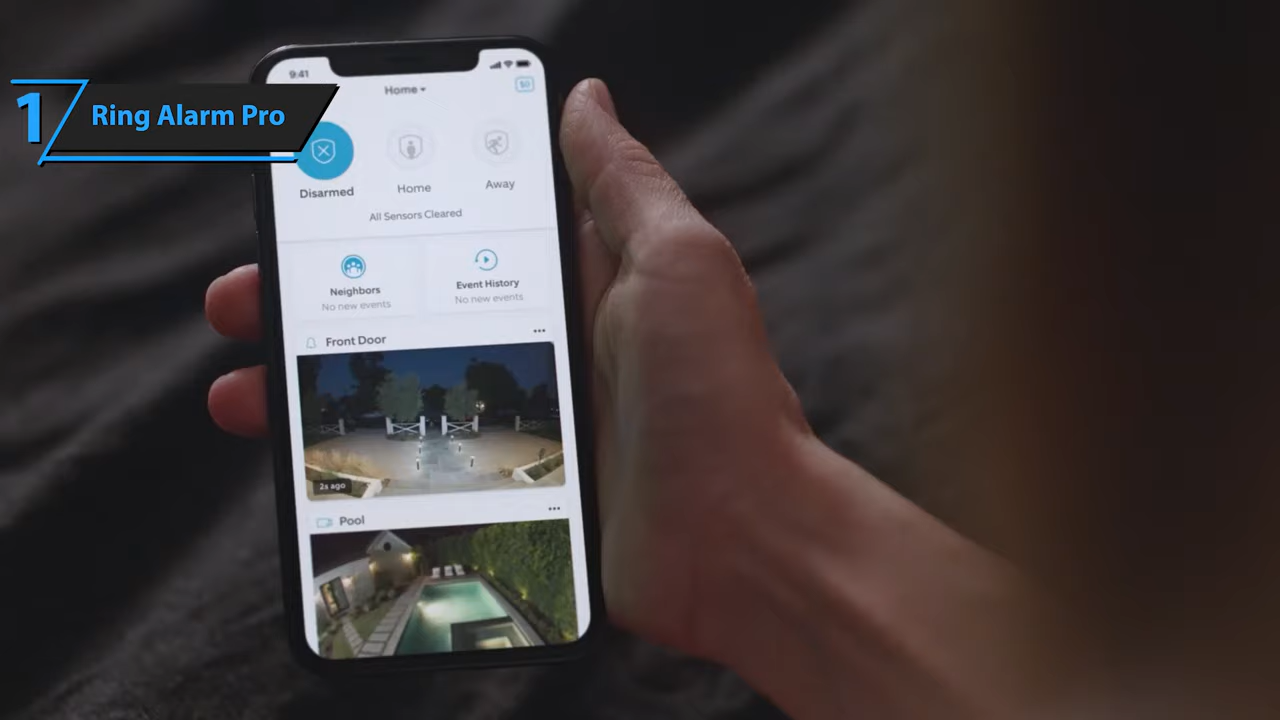 1
Ring Alarm Pro
9:41
Home
Disarmed
Home
Away
All Sensors Cleared
Neighbors
No new events
Event History
No new events
Front Door
2s ago
Pool